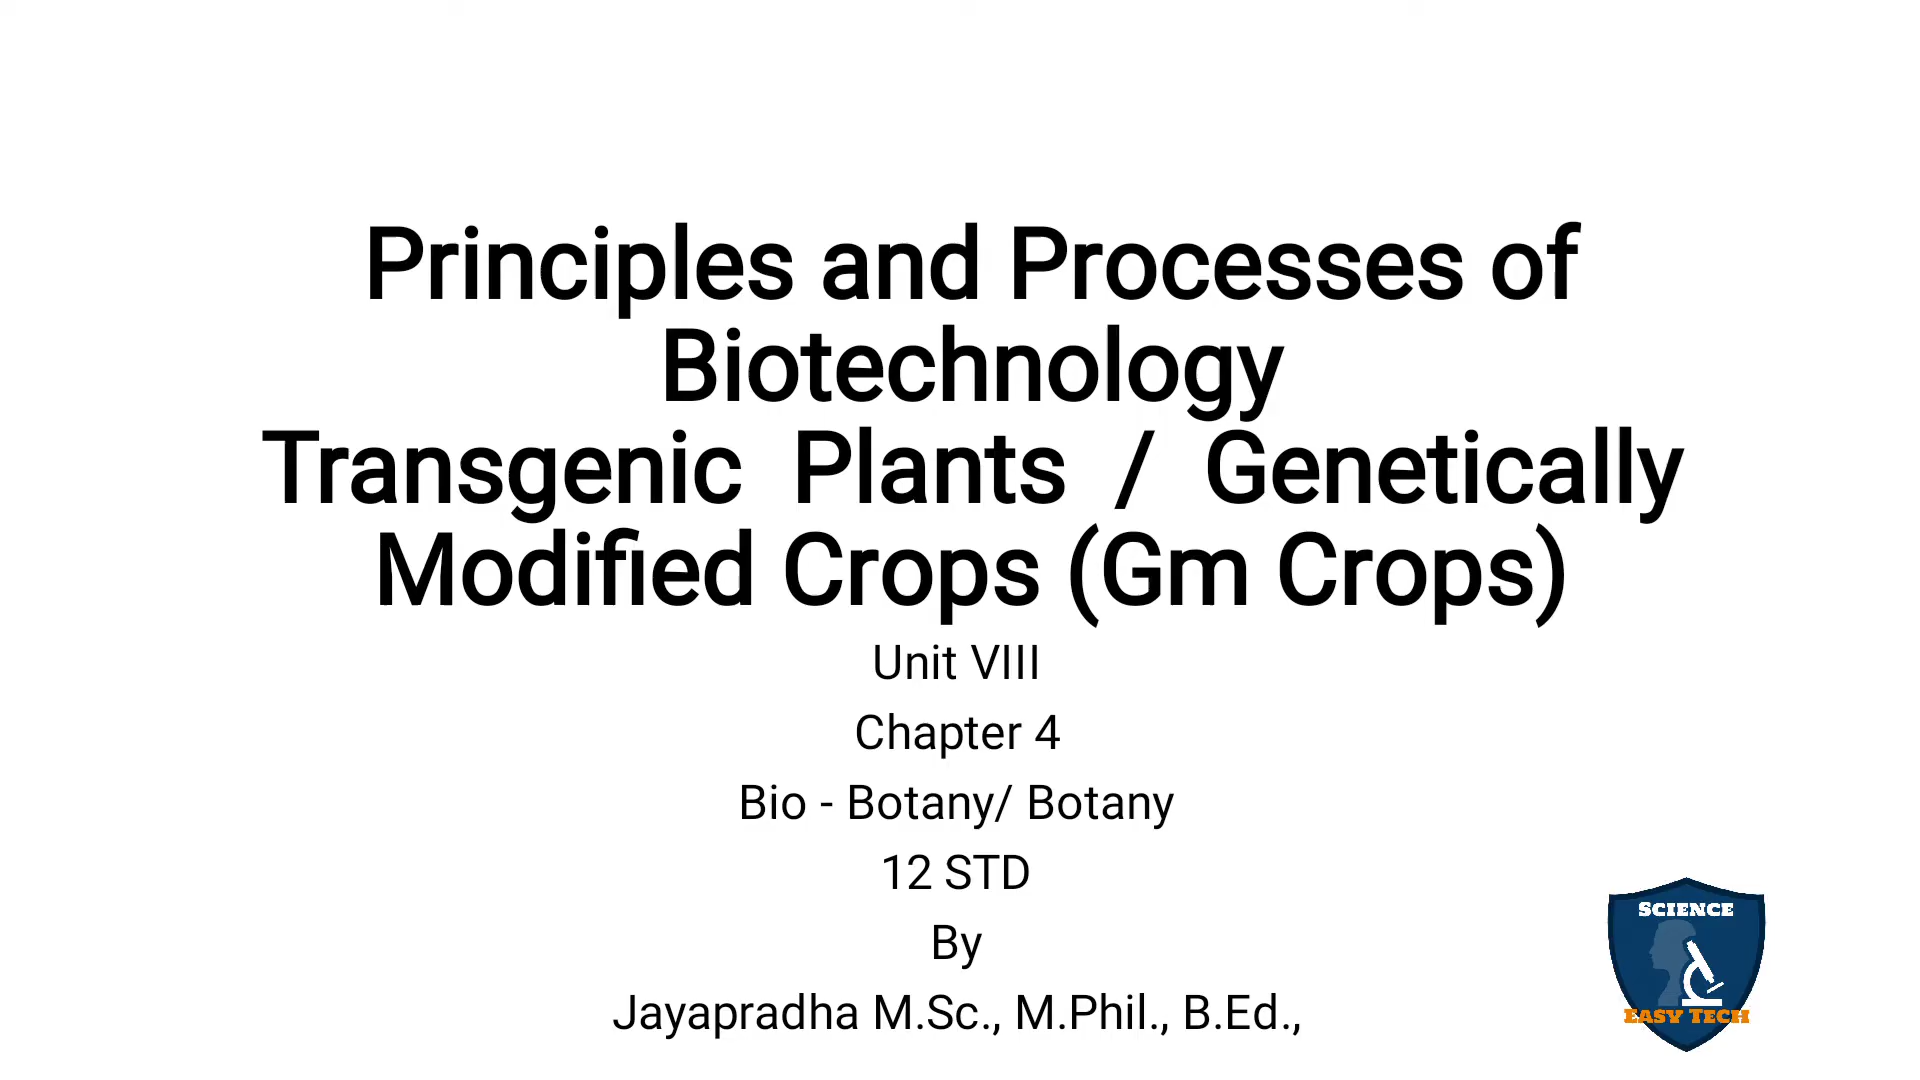 Principles and Processes of
Biotechnology
Transgenic Plants / Genetically
Modified Crops (Gm Crops)
Unit VIII
Chapter 4
Bio - Botany/ Botany
12 STD
By
Jayapradha M.Sc., M.Phil., B.Ed.,
SCIENCE
EASY TECH